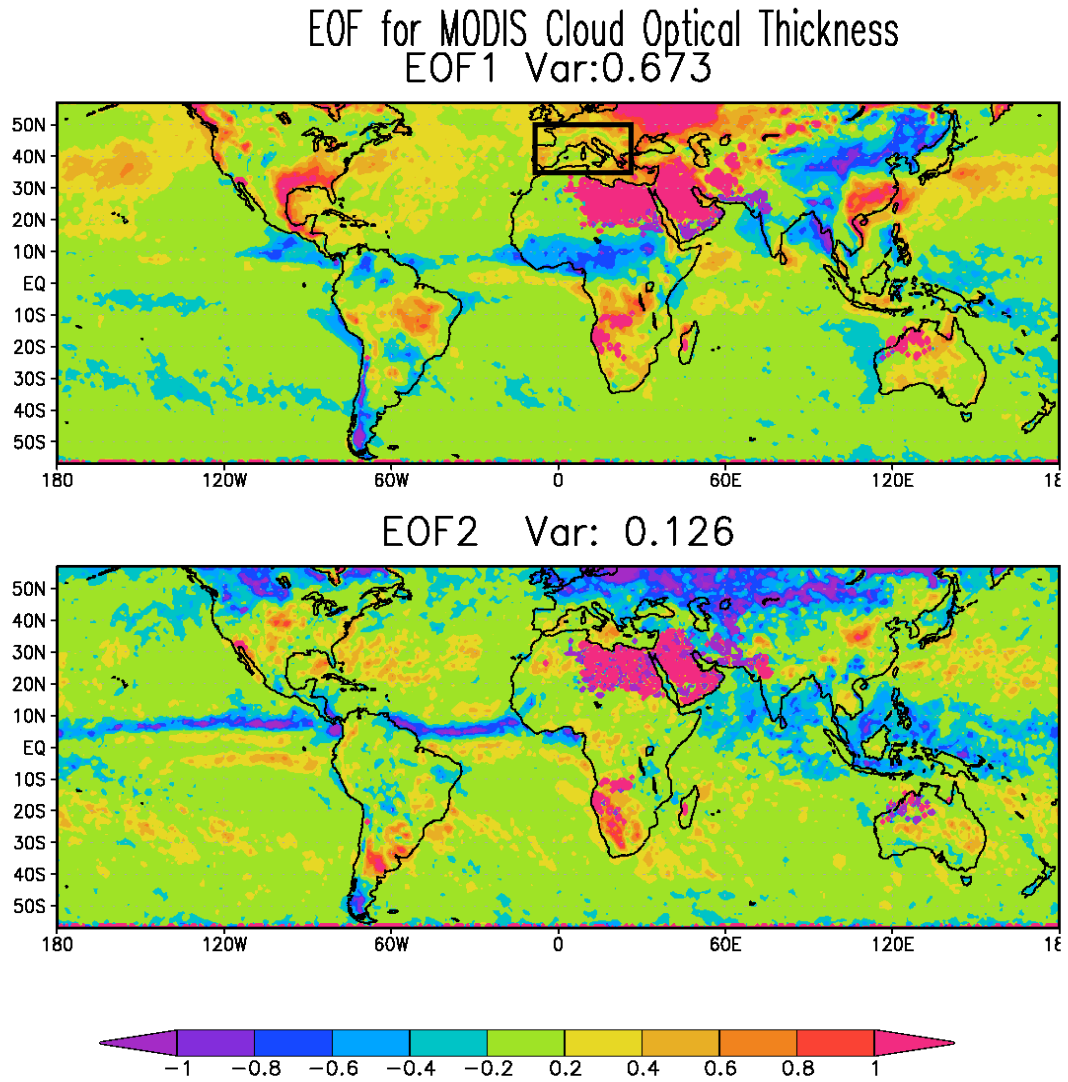 EOF for MODIS Cloud Optical Thickness
EOF1 Var:0.673
50N
40N
30N
20N
10N
EQ
10S
20S
30S
40S
50S
180 120W 60W 0 60E 120E 18
EOF2 Var: 0.126
50N
40N
30N
20N
10N
EQ
10S
20S
30S
40S
50S
180 120W 60W 0 60E 120E 18
-1 -0.8 -0.6 -0.4 -0.2 0.2 0.4 0.6 0.8 1